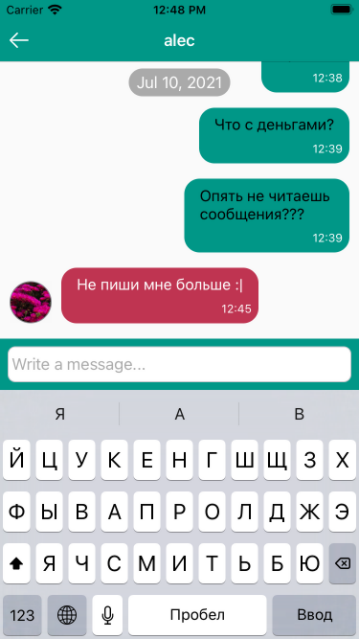 Carrier 12:48 PM
alec
12:38
Jul 10, 2021
Что с деньгами?
12:39
Опять не читаешь
сообщения???
12:39
Не пиши мне больше :|
12:45
Write a message...
Я А В
Й Ц У К Е Н Г Ш Щ З Х
Ф Ы В А П Р О Л Д Ж Э
Я Ч С М И Т Ь Б Ю
123 Пробел Ввод